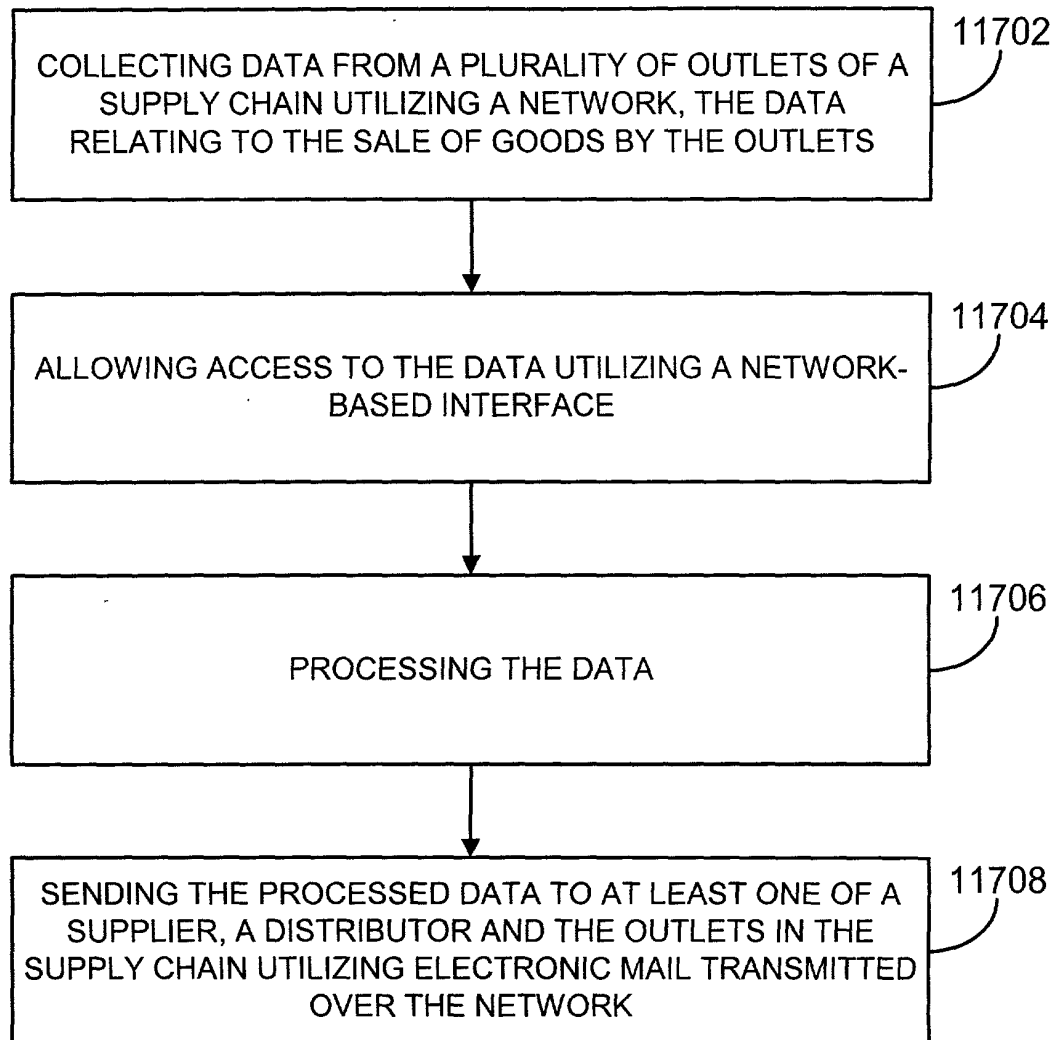 11702
COLLECTING DATA FROM A PLURALITY OF OUTLETS OF A
SUPPLY CHAIN UTILIZING A NETWORK, THE DATA
RELATING TO THE SALE OF GOODS BY THE OUTLETS
11704
ALLOWING ACCESS TO THE DATA UTILIZING A NETWORK-
BASED INTERFACE
11706
PROCESSING THE DATA
11708
SENDING THE PROCESSED DATA TO AT LEAST ONE OF A
SUPPLIER, A DISTRIBUTOR AND THE OUTLETS IN THE
SUPPLY CHAIN UTILIZING ELECTRONIC MAIL TRANSMITTED
OVER THE NETWORK